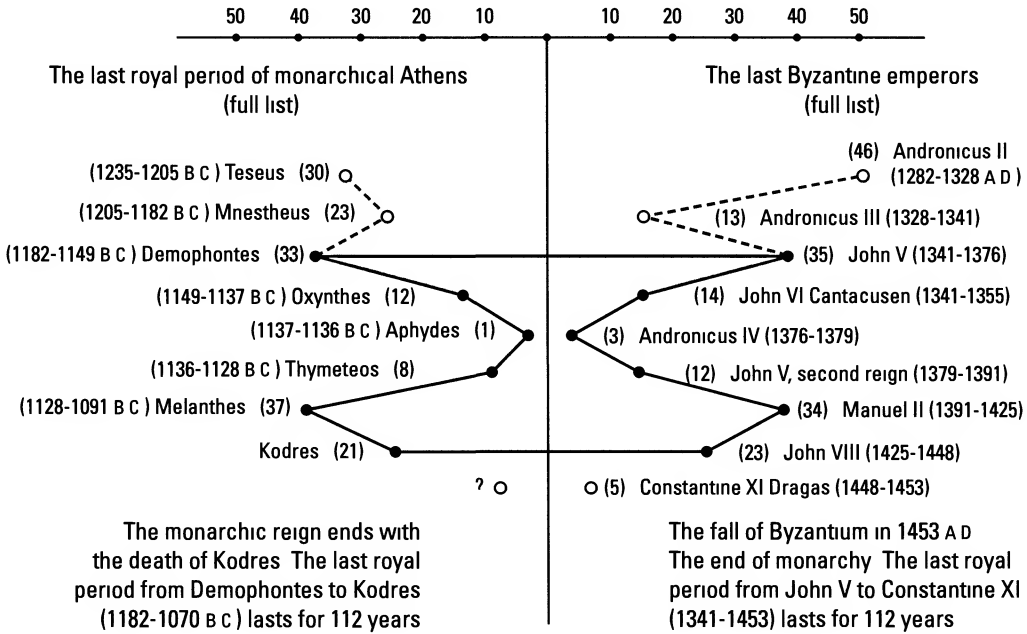 50 40 30 20 10 10 20 30 40 50
The last royal period of monarchical Athens
(full list)
(1235-1205 B C ) Teseus (30)
(1205-1182 B C ) Mnestheus (23)
(1182-1149 B C ) Demophontes (33)
(1149-1137 B C ) Oxynthes (12)
(1137-1136 B C ) Aphydes (1)
(1136-1128 B C ) Thymeteos (8)
(1128-1091 B C ) Melanthes (37)
Kodres (21)
?
The monarchic reign ends with
the death of Kodres The last royal
period from Demophontes to Kodres
(1182-1070 B C ) lasts for 112 years
The last Byzantine emperors
(full list)
(46) Andronicus II
(1282-1328 A D )
(13) Andronicus III (1328-1341)
(35) John V (1341-1376)
(14) John VI Cantacusen (1341-1355)
(3) Andronicus IV (1376-1379)
(12) John V, second reign (1379-1391)
(34) Manuel II (1391-1425)
(23) John VIII (1425-1448)
(5) Constantine XI Dragas (1448-1453)
The fall of Byzantium in 1453 A D
The end of monarchy The last royal
period from John V to Constantine XI
(1341-1453) lasts for 112 years